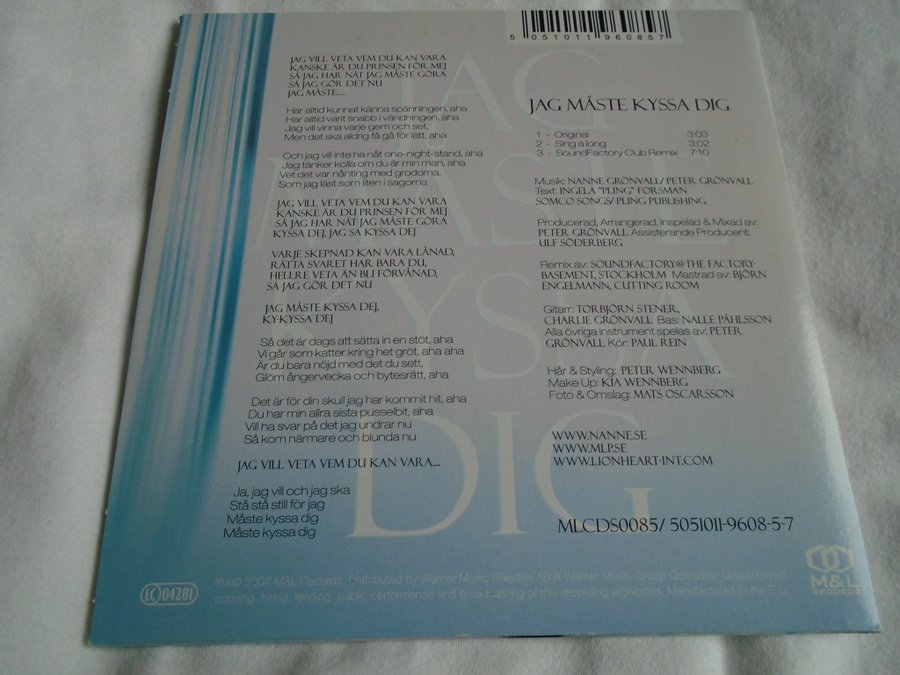 JAG VILL VETA VEM DU KAN VARA
KANSKE ÄR DU PRINSEN FÖR MEJ
SÅ JAG HAR NÅT JAG MÅSTE GÖRA
SÅ JAG GÖR DET NU
JAG MÅSTE....
Har alltid kunnat känna spänningen, aha
Har alltid varit snabb i vändningen, aha
Jag vill vinna varje gem och set,
Men det ska aldrig få gå för lätt, aha
Och jag vill inte ha nåt one-night-stand, aha
Jag tänker kolla om du är min man, aha
Vet det var nånting med grodorna,
Som jag läst som liten i sagorna
JAG VILL VETA VEM DU KAN VARA
KANSKE ÄR DU PRINSEN FÖR MEJ
SÅ JAG HAR NÅT JAG MÅSTE GÖRA
KYSSA DEJ, JAG SA KYSSA DEJ
VARJE SKEPNAD KAN VARA LÅNAD,
RÄTTA SVARET HAR BARA DU,
HELLRE VETA ÄN BLI FÖRVÅNAD,
SÅ JAG GÖR DET NU
JAG MÅSTE KYSSA DEJ,
KY-KYSSA DEJ
Så det är dags att sätta in en stöt, aha
Vi går som katter kring het gröt, aha aha
Är du bara nöjd med det du sett,
Glöm ångervecka och bytesrätt, aha
Det är för din skull jag har kommit hit, aha
Du har min allra sista pusselbit, aha
Vill ha svar på det jag undrar nu
Så kom närmare och blunda nu
JAG VILL VETA VEM DU KAN VARA....
Ja, jag vill och jag ska
Stå stå still för jag
Måste kyssa dig
Måste kyssa dig
LC 04281
5 051011 960857
JAG MÅSTE KYSSA DIG
1 - Original 3:03
2 - Sing a long 3:02
3 - SoundFactory Club Remix 7:10
Musik: NANNE GRÖNVALL/ PETER GRÖNVALL
Text: INGELA "PLING" FORSMAN
SOMCO SONGS/ PLING PUBLISHING
Producerad, Arrangerad, Inspelad & Mixad av:
PETER GRÖNVALL Assisterande Producent;
ULF SÖDERBERG
Remix av: SOUNDFACTORY@THE FACTORY-
BASEMENT, STOCKHOLM Mastrad av: BJÖRN
ENGELMANN, CUTTING ROOM
Gitarr: TORBJÖRN STENER,
CHARLIE GRÖNVALL Bas: NALLE PÅHLSSON
Alla övriga instrument spelas av: PETER
GRÖNVALL Kör: PAUL REIN
Hår & Styling: PETER WENNBERG
Make Up: KIA WENNBERG
Foto & Omslag: MATS OSCARSSON
WWW.NANNE.SE
WWW.MLP.SE
WWW.LIONHEART-INT.COM
MLCDS0085/ 5051011-9608-5-7
JAG
MÅSTE
KYSSA
DIG
℗&© 2007 M&L Records. Distributed by Warner Music Sweden AB A Warner Music Group Company. Unauthorized
copying, hiring, lending, public performance and broadcasting of this recording prohibited. Manufactured in the E.U.
M&L
RECORDS